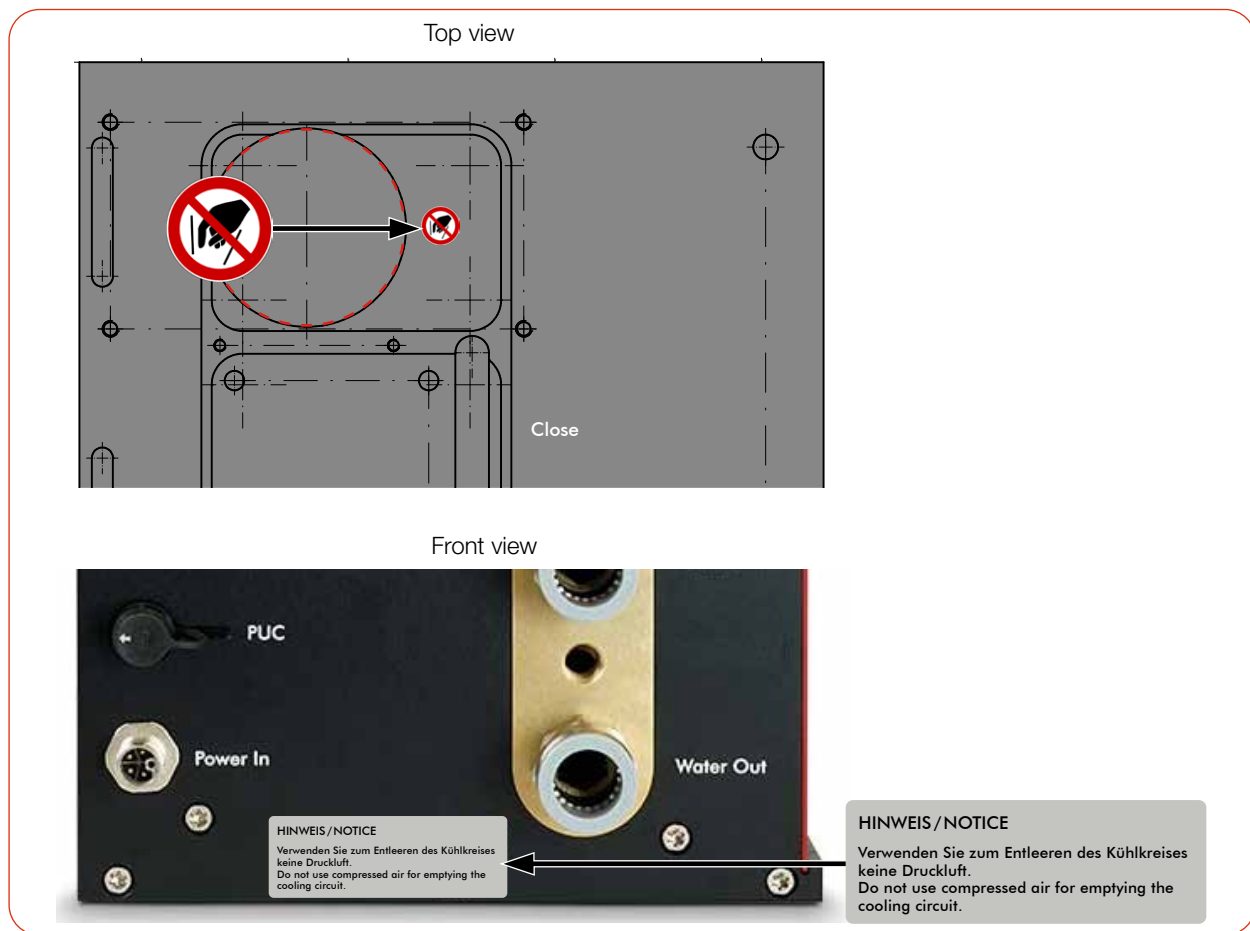 Top view
Close
Front view
PUC
Power In
Water Out
HINWEIS/NOTICE
Verwenden Sie zum Entleeren des Kühlkreises
keine Druckluft.
Do not use compressed air for emptying the
cooling circuit.
HINWEIS/NOTICE
Verwenden Sie zum Entleeren des Kühlkreises
keine Druckluft.
Do not use compressed air for emptying the
cooling circuit.